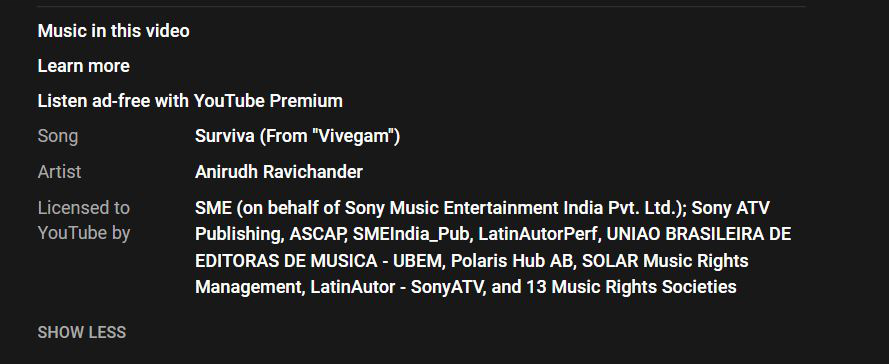 Music in this video
Learn more
Listen ad-free with YouTube Premium
Song Surviva (From "Vivegam")
Artist Anirudh Ravichander
Licensed to YouTube by SME (on behalf of Sony Music Entertainment India Pvt. Ltd.); Sony ATV
Publishing, ASCAP, SMEIndia_Pub, LatinAutorPerf, UNIAO BRASILEIRA DE
EDITORAS DE MUSICA - UBEM, Polaris Hub AB, SOLAR Music Rights
Management, LatinAutor - SonyATV, and 13 Music Rights Societies
SHOW LESS